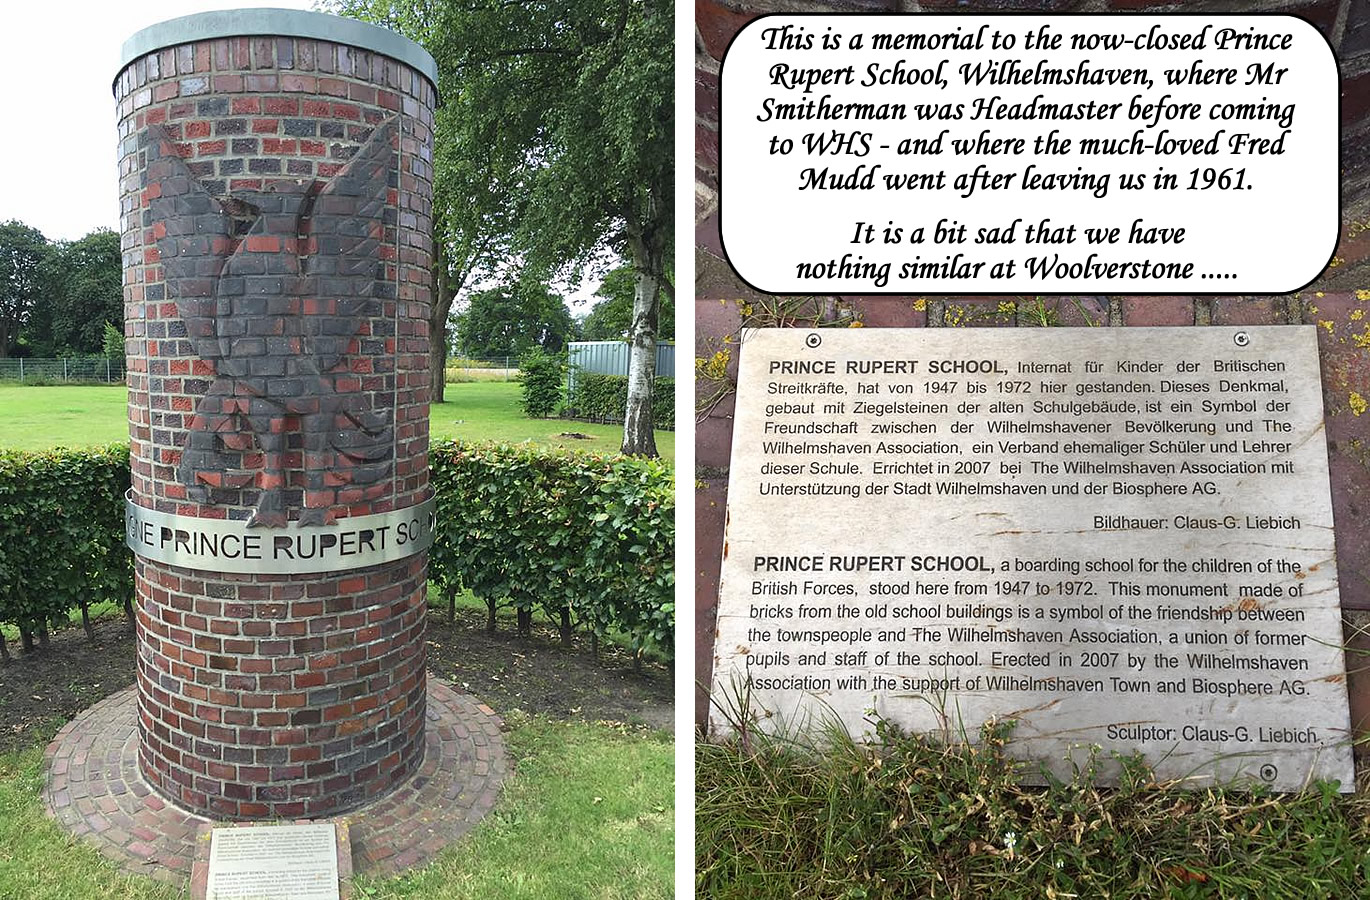 NE PRINCE RUPERT SCHO
This is a memorial to the now-closed Prince
Rupert School, Wilhelmshaven, where Mr
Smitherman was Headmaster before coming
to WHS - and where the much-loved Fred
Mudd went after leaving us in 1961.
It is a bit sad that we have
nothing similar at Woolverstone .....
PRINCE RUPERT SCHOOL, Internat für Kinder der Britischen
Streitkräfte, hat von 1947 bis 1972 hier gestanden. Dieses Denkmal,
gebaut mit Ziegelsteinen der alten Schulgebäude, ist ein Symbol der
Freundschaft zwischen der Wilhelmshavener Bevölkerung und The
Wilhelmshaven Association, ein Verband ehemaliger Schüler und Lehrer
dieser Schule. Errichtet in 2007 bei The Wilhelmshaven Association mit
Unterstützung der Stadt Wilhelmshaven und der Biosphere AG.
Bildhauer: Claus-G. Liebich
PRINCE RUPERT SCHOOL, a boarding school for the children of the
British Forces, stood here from 1947 to 1972. This monument made of
bricks from the old school buildings is a symbol of the friendship between
the townspeople and The Wilhelmshaven Association, a union of former
pupils and staff of the school. Erected in 2007 by the Wilhelmshaven
Association with the support of Wilhelmshaven Town and Biosphere AG.
Sculptor: Claus-G. Liebich